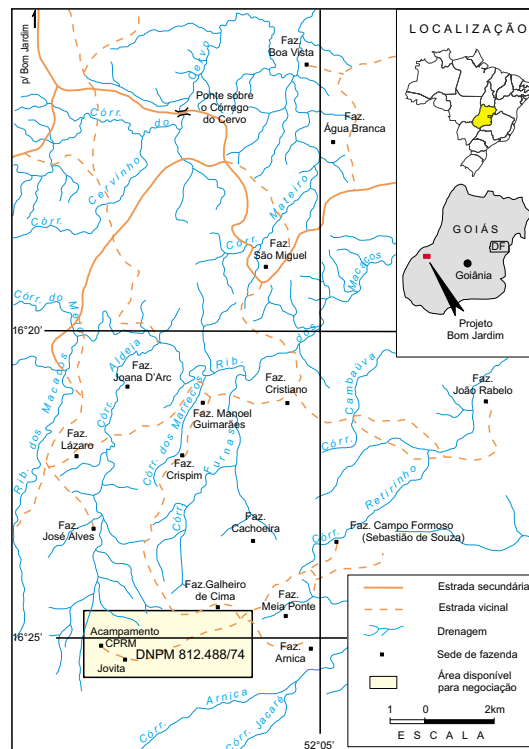 p/ Bom Jardim
Faz.
Boa Vista
Ponte sobre
o Córrego
do Cervo
Córr.
do
Cervo
Faz.
Água Branca
Córr.
Cervinho
Córr.
Mateiro
Faz.
São Miguel
Macacos
dos
Rib.
Córr. do Meio
16°20'
Córr.
Aldeia
Faz.
Joana D'Arc
Faz.
Cristiano
Faz. Manoel
Guimarães
Cambaúva
Córr.
Faz.
João Rabelo
Rib. dos Macacos
Faz.
Lázaro
Córr. dos Marrecos
Faz.
Crispim
Córr.
Furnas
Faz.
José Alves
Faz.
Cachoeira
Córr.
Retirinho
Faz. Campo Formoso
(Sebastião de Souza)
Faz.Galheiro
de Cima
Faz.
Meia Ponte
16°25'
Acampamento
CPRM
Jovita
DNPM 812.488/74
Faz.
Arnica
Córr.
Arnica
Córr. Jacaré
52°05'
LOCALIZAÇÃO
GOIÁS
DF
Goiânia
Projeto
Bom Jardim
Estrada secundária
Estrada vicinal
Drenagem
Sede de fazenda
Área disponível
para negociação
1 0 2km
ESCALA